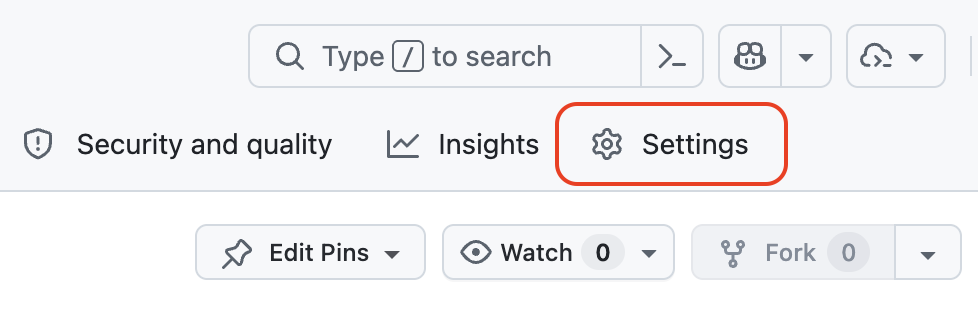 Type / to search
Security and quality
Insights
Settings
Edit Pins
Watch 0
Fork 0